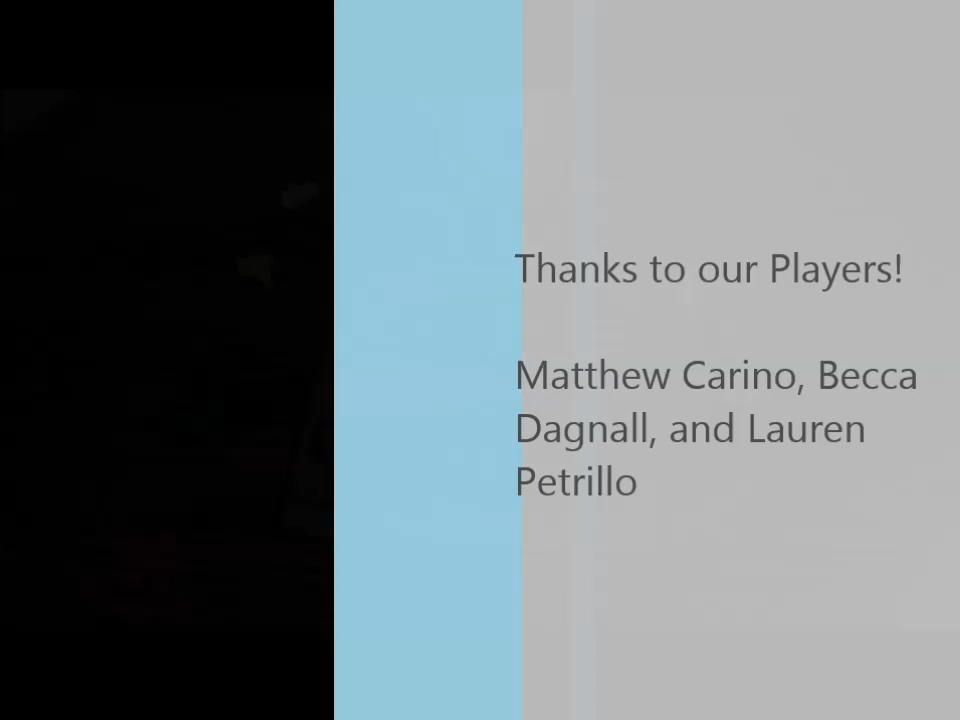 Thanks to our Players!
Matthew Carino, Becca
Dagnall, and Lauren
Petrillo